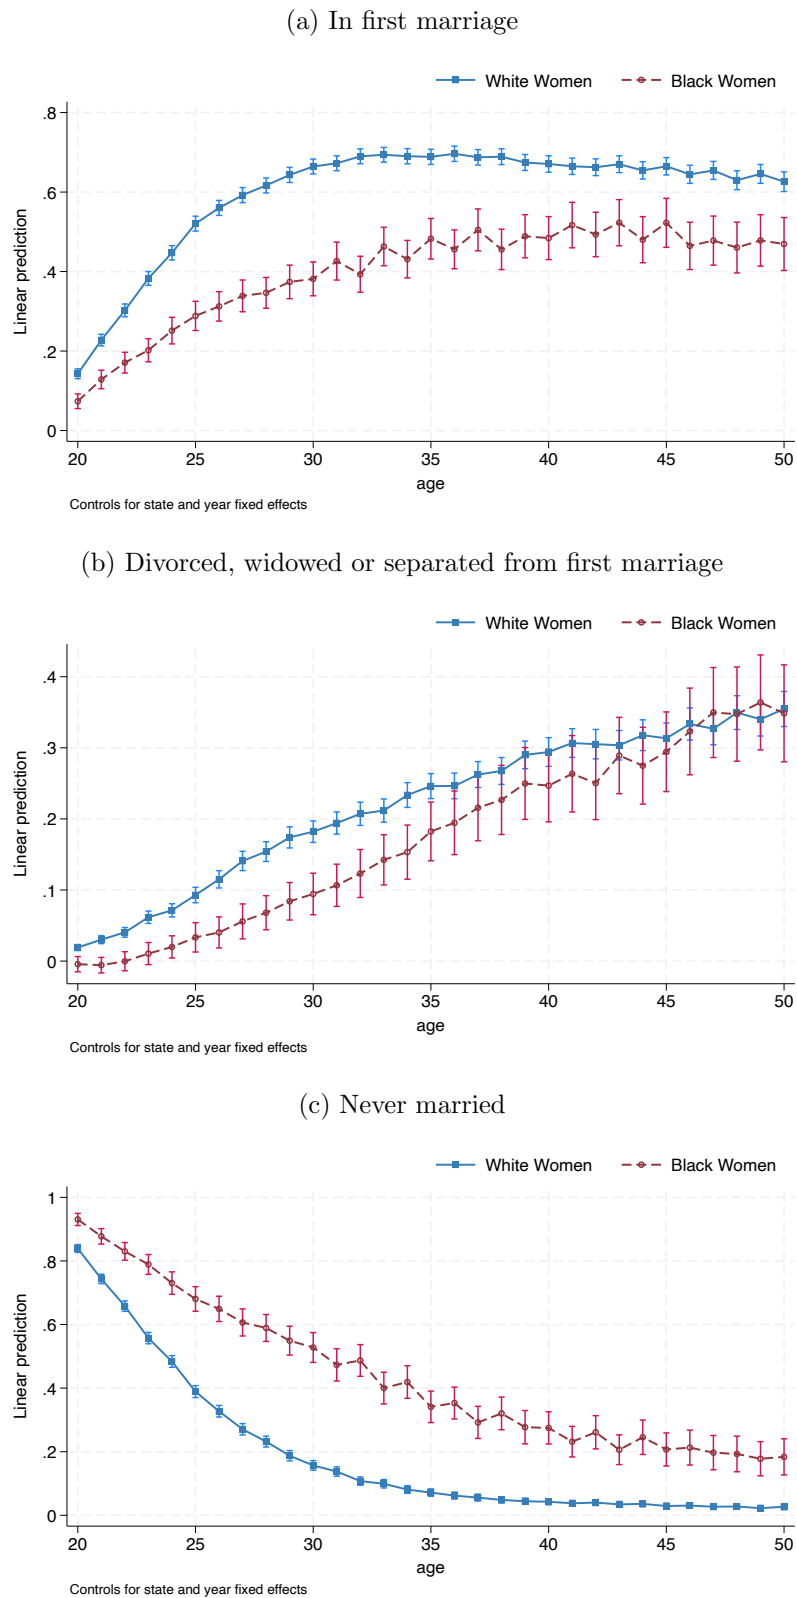 (a) In first marriage
White Women Black Women
.8
.6
.4
.2
0
Linear prediction
20 25 30 35 40 45 50
age
Controls for state and year fixed effects
(b) Divorced, widowed or separated from first marriage
White Women Black Women
.4
.3
.2
.1
0
Linear prediction
20 25 30 35 40 45 50
age
Controls for state and year fixed effects
(c) Never married
White Women Black Women
1
.8
.6
.4
.2
0
Linear prediction
20 25 30 35 40 45 50
age
Controls for state and year fixed effects